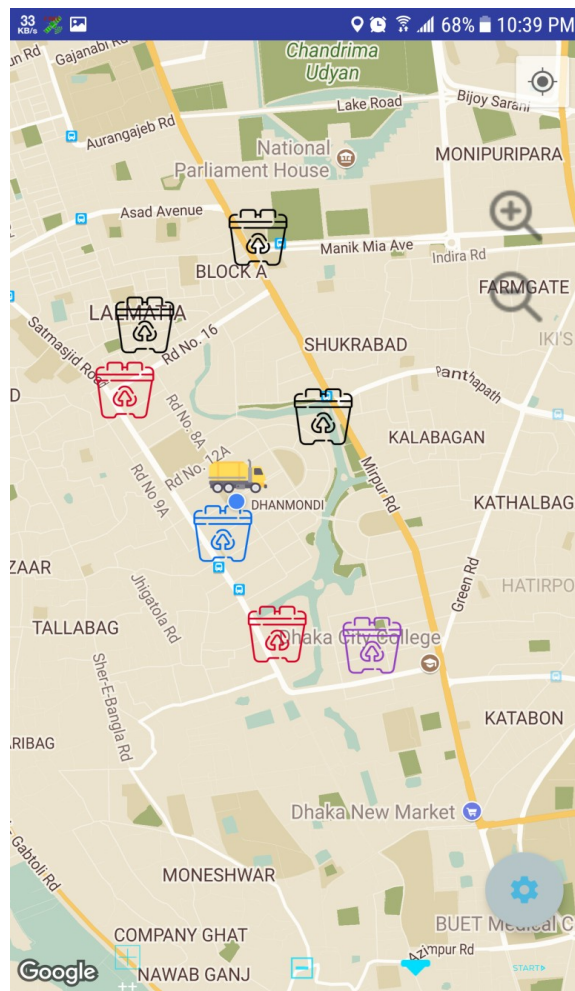 33
KB/s
68%
10:39 PM
un Rd
Gajanabi Rd
Chandrima
Udyan
Lake Road
Bijoy Sarani
Aurangajeb Rd
National
Parliament House
MONIPURIPARA
Asad Avenue
Manik Mia Ave
Indira Rd
BLOCK A
FARMGATE
LALMATIA
Rd No. 16
SHUKRABAD
IKI'S
Satmasjid Road
Panthapath
D
Rd No. 8A
KALABAGAN
Rd No. 12A
Rd No 9A
Mirpur Rd
DHANMONDI
KATHALBAG
ZAAR
Jhigatola Rd
Green Rd
HATIRPO
TALLABAG
Dhaka City College
Sher-E-Bangla Rd
KATABON
ARIBAG
Dhaka New Market
Gabtoli Rd
MONESHWAR
BUET Medical C
COMPANY GHAT
Azimpur Rd
Google
NAWAB GANJ
START